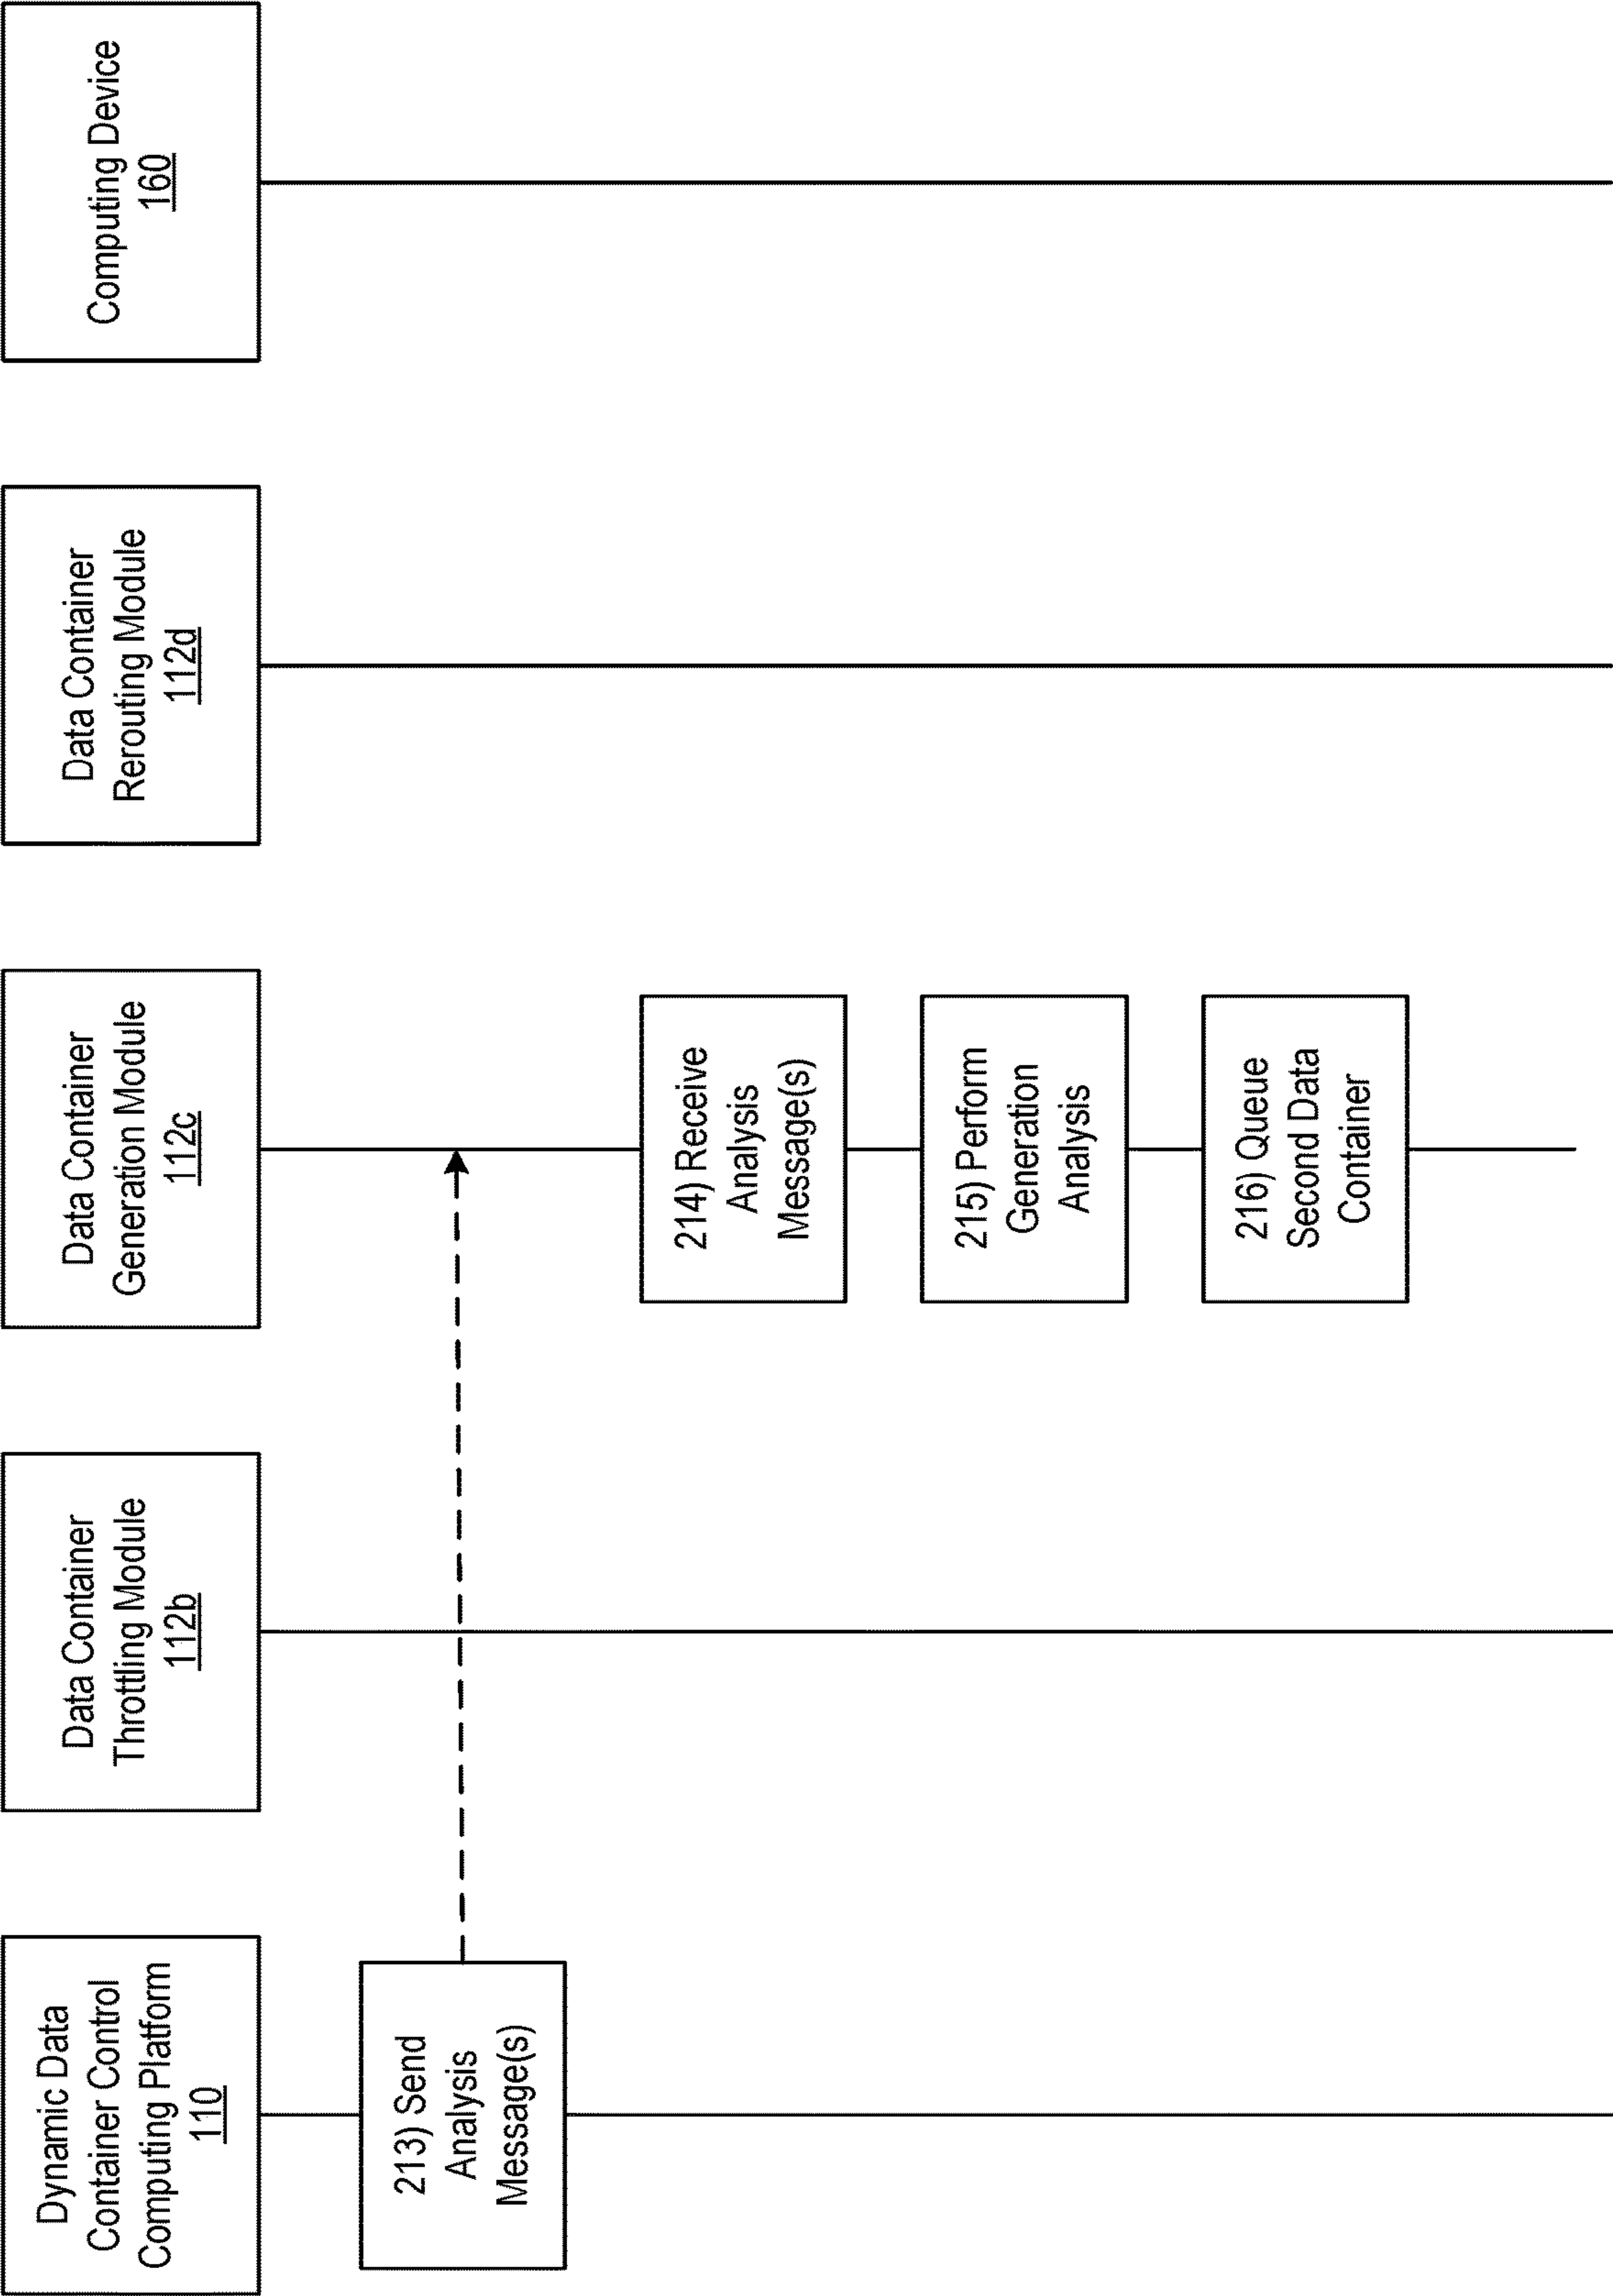 Dynamic Data
Container Control
Computing Platform
110
Data Container
Throttling Module
112b
Data Container
Generation Module
112c
Data Container
Rerouting Module
112d
Computing Device
160
213) Send
Analysis
Message(s)
214) Receive
Analysis
Message(s)
215) Perform
Generation
Analysis
216) Queue
Second Data
Container